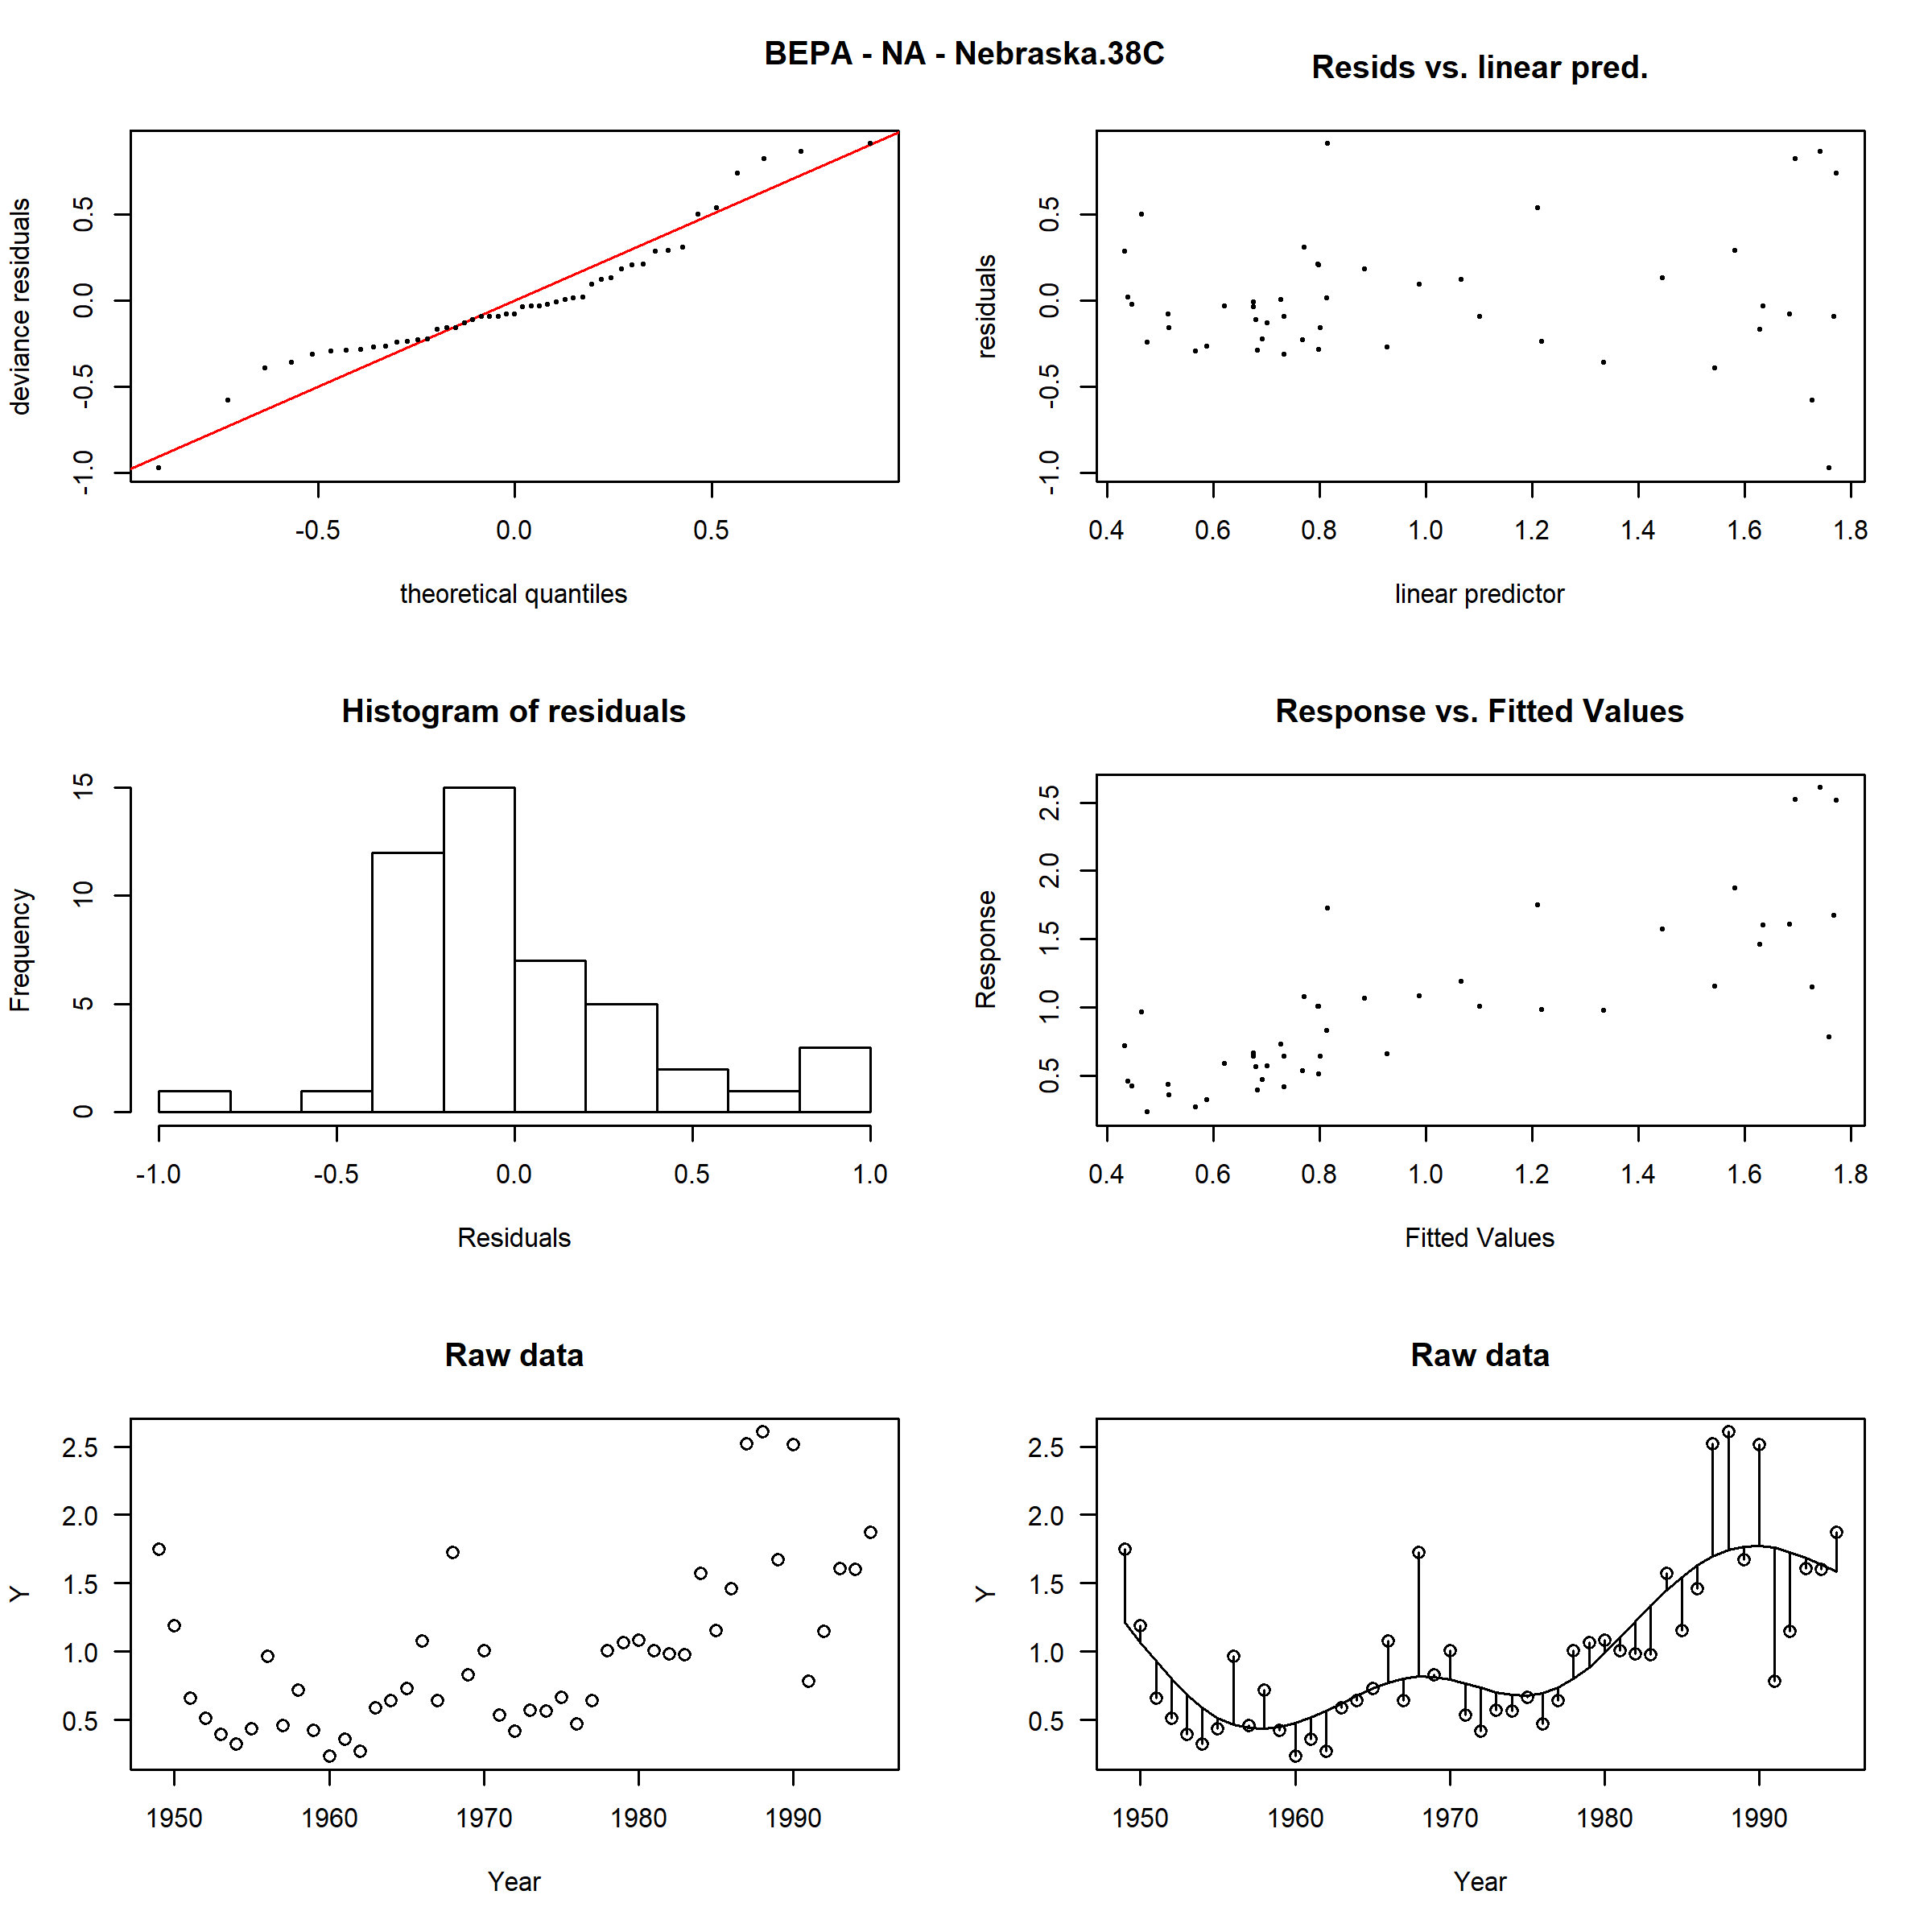 BEPA - NA - Nebraska.38C
Resids vs. linear pred.
deviance residuals
-1.0 -0.5 0.0 0.5
-0.5 0.0 0.5
theoretical quantiles
residuals
-1.0 -0.5 0.0 0.5
0.4 0.6 0.8 1.0 1.2 1.4 1.6 1.8
linear predictor
Histogram of residuals
Frequency
0 5 10 15
-1.0 -0.5 0.0 0.5 1.0
Residuals
Response vs. Fitted Values
Response
0.5 1.0 1.5 2.0 2.5
0.4 0.6 0.8 1.0 1.2 1.4 1.6 1.8
Fitted Values
Raw data
Y
2.5
2.0
1.5
1.0
0.5
1950 1960 1970 1980 1990
Year
Raw data
Y
2.5
2.0
1.5
1.0
0.5
1950 1960 1970 1980 1990
Year